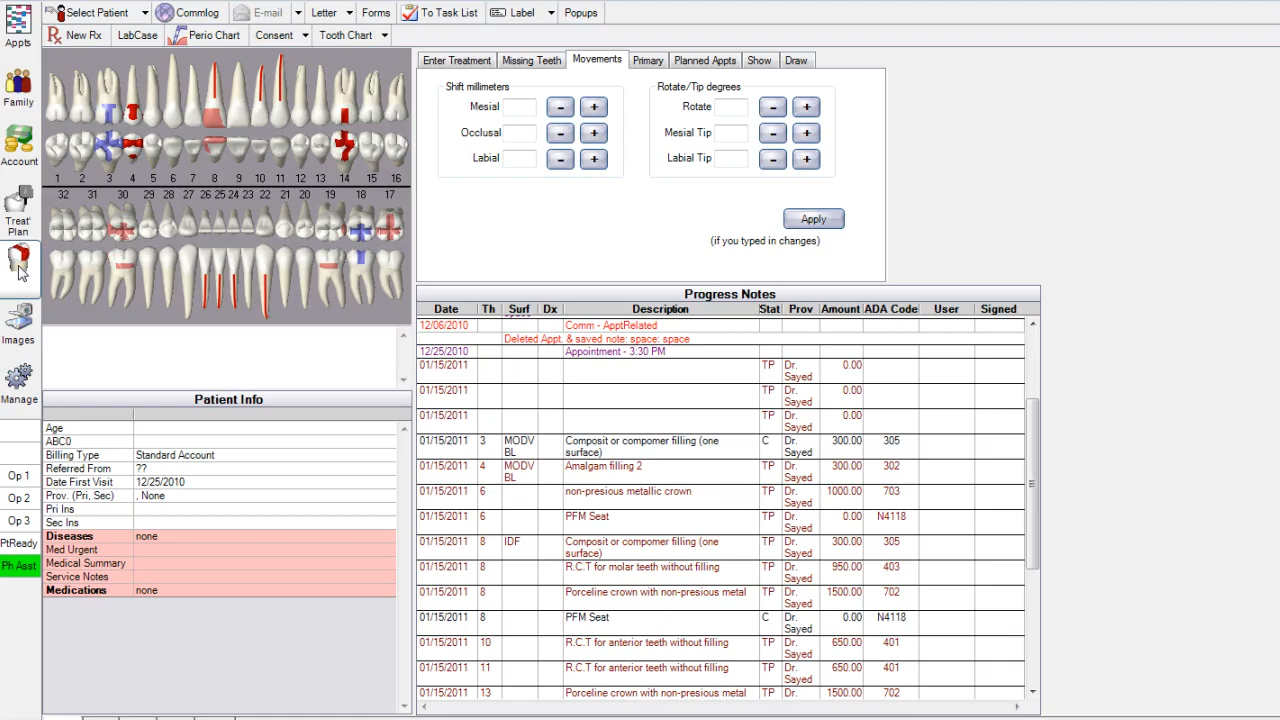 Select Patient Commlog E-mail Letter Forms To Task List Label Popups
New Rx LabCase Perio Chart Consent Tooth Chart
Appts
Family
Account
Treat'
Plan
Images
Manage
Op 1
Op 2
Op 3
PtReady
Ph Asst
1 2 3 4 5 6 7 8 9 10 11 12 13 14 15 16
32 31 30 29 28 27 26 25 24 23 22 21 20 19 18 17
Enter Treatment Missing Teeth Movements Primary Planned Appts Show Draw
Shift millimeters Rotate/Tip degrees
Mesial - + Rotate - +
Occlusal - + Mesial Tip - +
Labial - + Labial Tip - +
Apply
(if you typed in changes)
Patient Info
Age
ABC0
Billing Type Standard Account
Referred From ??
Date First Visit 12/25/2010
Prov. (Pri, Sec) , None
Pri Ins
Sec Ins
Diseases none
Med Urgent
Medical Summary
Service Notes
Medications none
Progress Notes
Date Th Surf Dx Description Stat Prov Amount ADA Code User Signed
12/06/2010 Comm - ApptRelated
Deleted Appt. & saved note: space: space
12/25/2010 Appointment - 3:30 PM
01/15/2011 TP Dr. 0.00
Sayed
01/15/2011 TP Dr. 0.00
Sayed
01/15/2011 TP Dr. 0.00
Sayed
01/15/2011 3 MODV Composit or compomer filling (one C Dr. 300.00 305
BL surface) Sayed
01/15/2011 4 MODV Amalgam filling 2 TP Dr. 300.00 302
BL Sayed
01/15/2011 6 non-presious metallic crown TP Dr. 1000.00 703
Sayed
01/15/2011 6 PFM Seat TP Dr. 0.00 N4118
Sayed
01/15/2011 8 IDF Composit or compomer filling (one TP Dr. 300.00 305
surface) Sayed
01/15/2011 8 R.C.T for molar teeth without filling TP Dr. 950.00 403
Sayed
01/15/2011 8 Porceline crown with non-presious metal TP Dr. 1500.00 702
Sayed
01/15/2011 8 PFM Seat C Dr. 0.00 N4118
Sayed
01/15/2011 10 R.C.T for anterior teeth without filling TP Dr. 650.00 401
Sayed
01/15/2011 11 R.C.T for anterior teeth without filling TP Dr. 650.00 401
Sayed
01/15/2011 13 Porceline crown with non-presious metal TP Dr. 1500.00 702